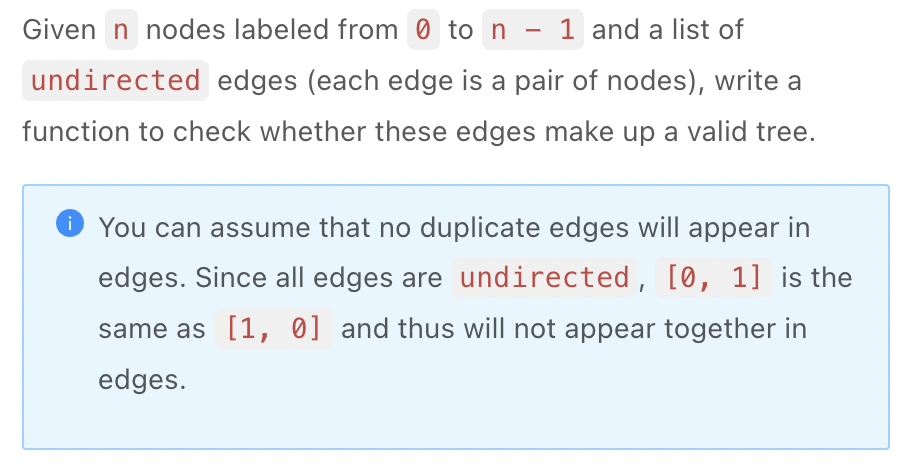 Given n nodes labeled from 0 to n - 1 and a list of
undirected edges (each edge is a pair of nodes), write a
function to check whether these edges make up a valid tree.
You can assume that no duplicate edges will appear in
edges. Since all edges are undirected, [0, 1] is the
same as [1, 0] and thus will not appear together in
edges.